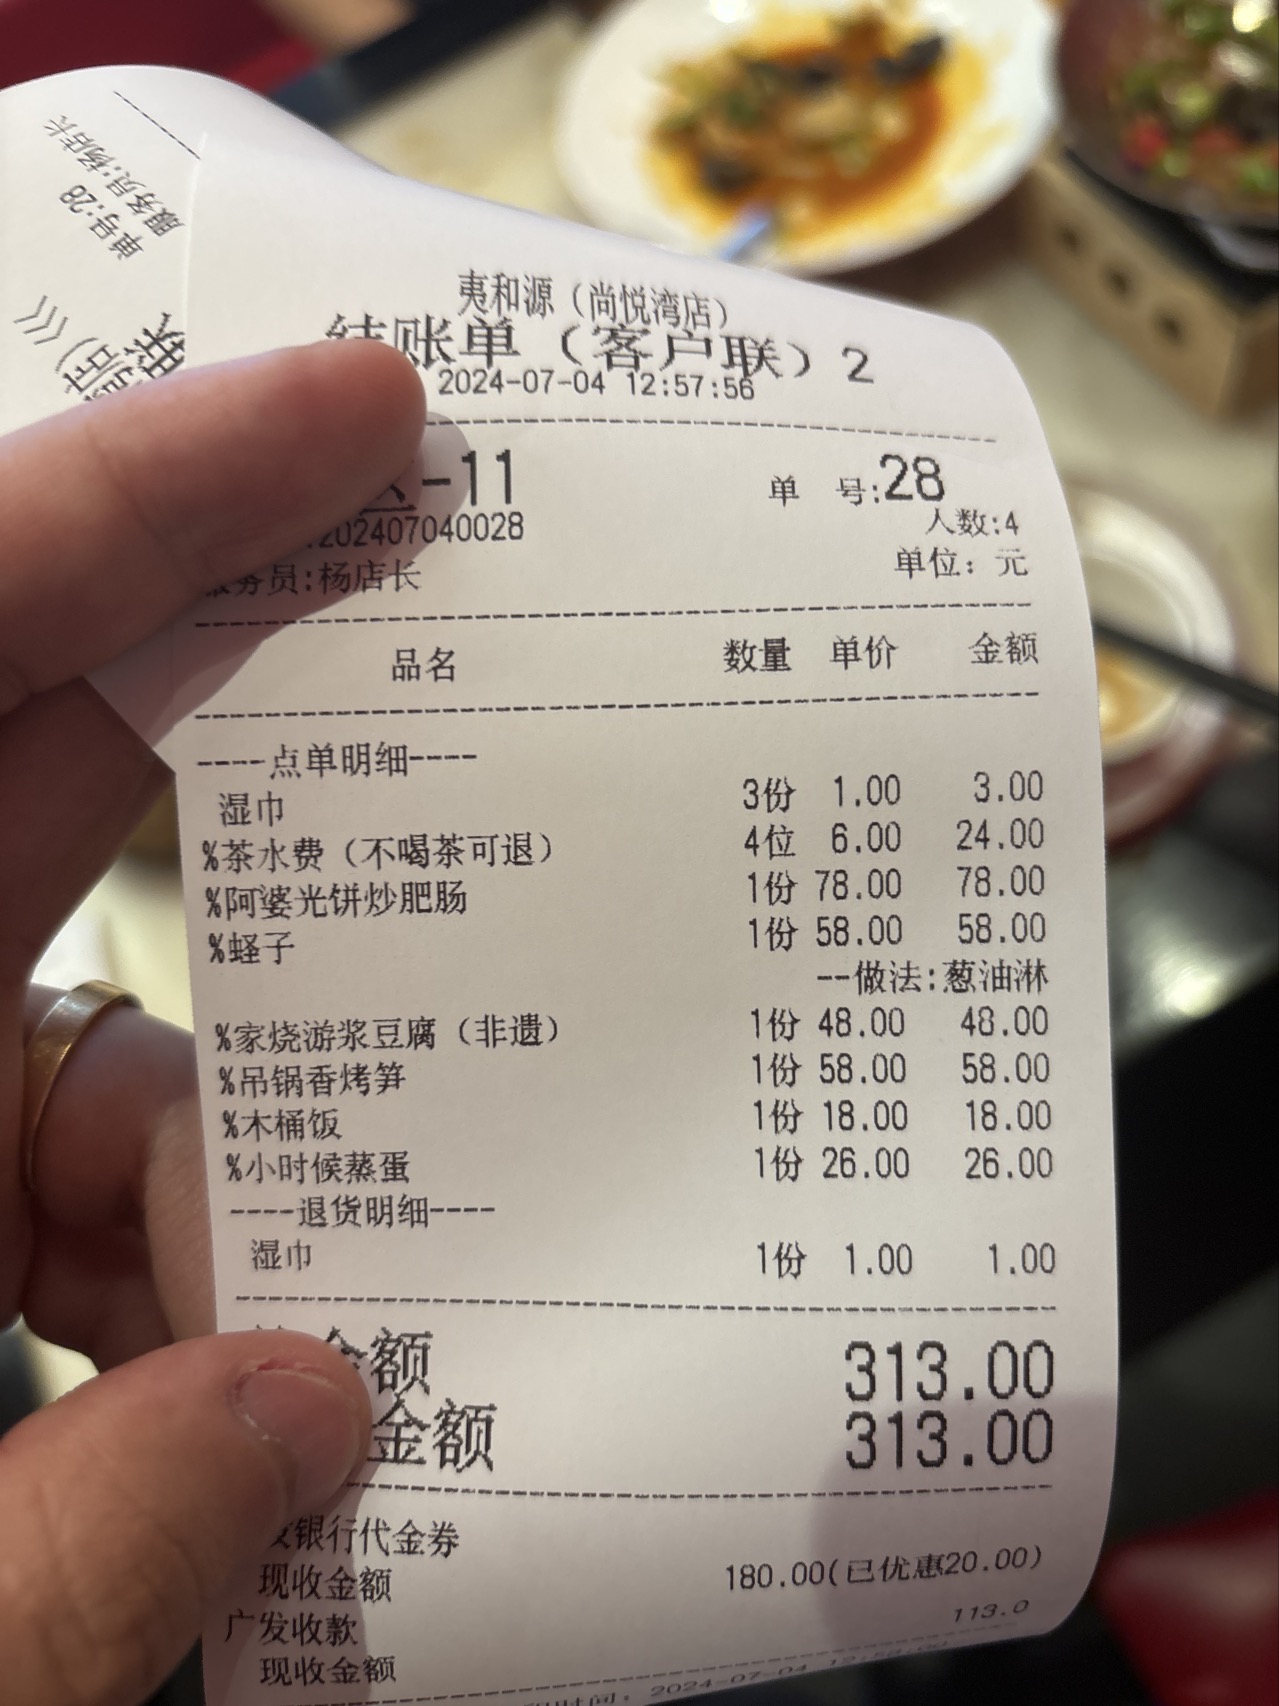 单号:28
服务员:杨店长
夷和源（尚悦湾店）
结账单（客户联）2
2024-07-04 12:57:56
-11
单 号:28
202407040028
人数:4
服务员:杨店长
单位: 元
品名 数量 单价 金额
----点单明细----
湿巾 3份 1.00 3.00
%茶水费（不喝茶可退） 4位 6.00 24.00
%阿婆光饼炒肥肠 1份 78.00 78.00
%蛏子 1份 58.00 58.00
--做法:葱油淋
%家烧游浆豆腐（非遗） 1份 48.00 48.00
%吊锅香烤笋 1份 58.00 58.00
%木桶饭 1份 18.00 18.00
%小时候蒸蛋 1份 26.00 26.00
----退货明细----
湿巾 1份 1.00 1.00
金额 313.00
金额 313.00
发银行代金券
现收金额 180.00(已优惠20.00)
广发收款
现收金额 113.0
时间: 2024-07-04